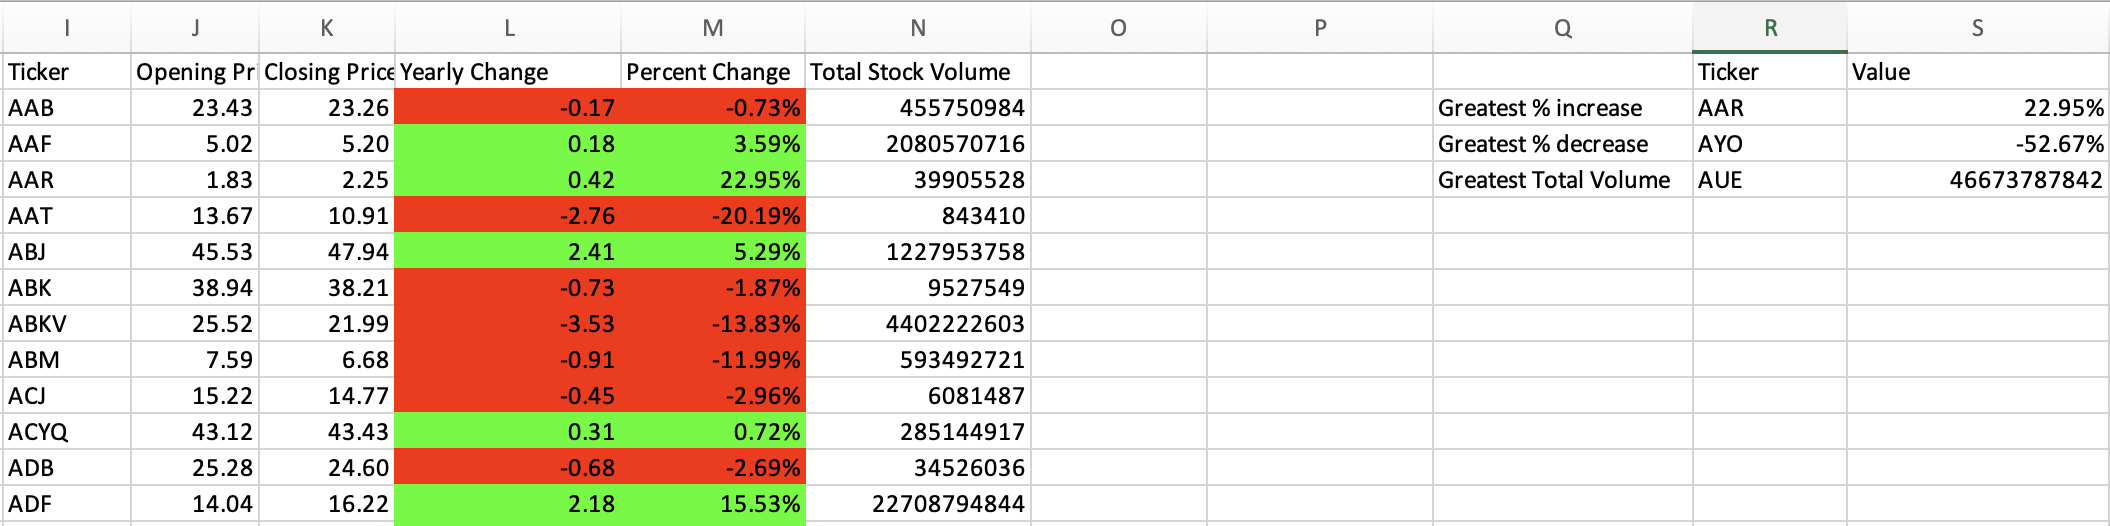 I J K L M N O P Q R S
Ticker Opening Pri Closing Price Yearly Change Percent Change Total Stock Volume Ticker Value
AAB 23.43 23.26 -0.17 -0.73% 455750984 Greatest % increase AAR 22.95%
AAF 5.02 5.20 0.18 3.59% 2080570716 Greatest % decrease AYO -52.67%
AAR 1.83 2.25 0.42 22.95% 39905528 Greatest Total Volume AUE 46673787842
AAT 13.67 10.91 -2.76 -20.19% 843410
ABJ 45.53 47.94 2.41 5.29% 1227953758
ABK 38.94 38.21 -0.73 -1.87% 9527549
ABKV 25.52 21.99 -3.53 -13.83% 4402222603
ABM 7.59 6.68 -0.91 -11.99% 593492721
ACJ 15.22 14.77 -0.45 -2.96% 6081487
ACYQ 43.12 43.43 0.31 0.72% 285144917
ADB 25.28 24.60 -0.68 -2.69% 34526036
ADF 14.04 16.22 2.18 15.53% 22708794844